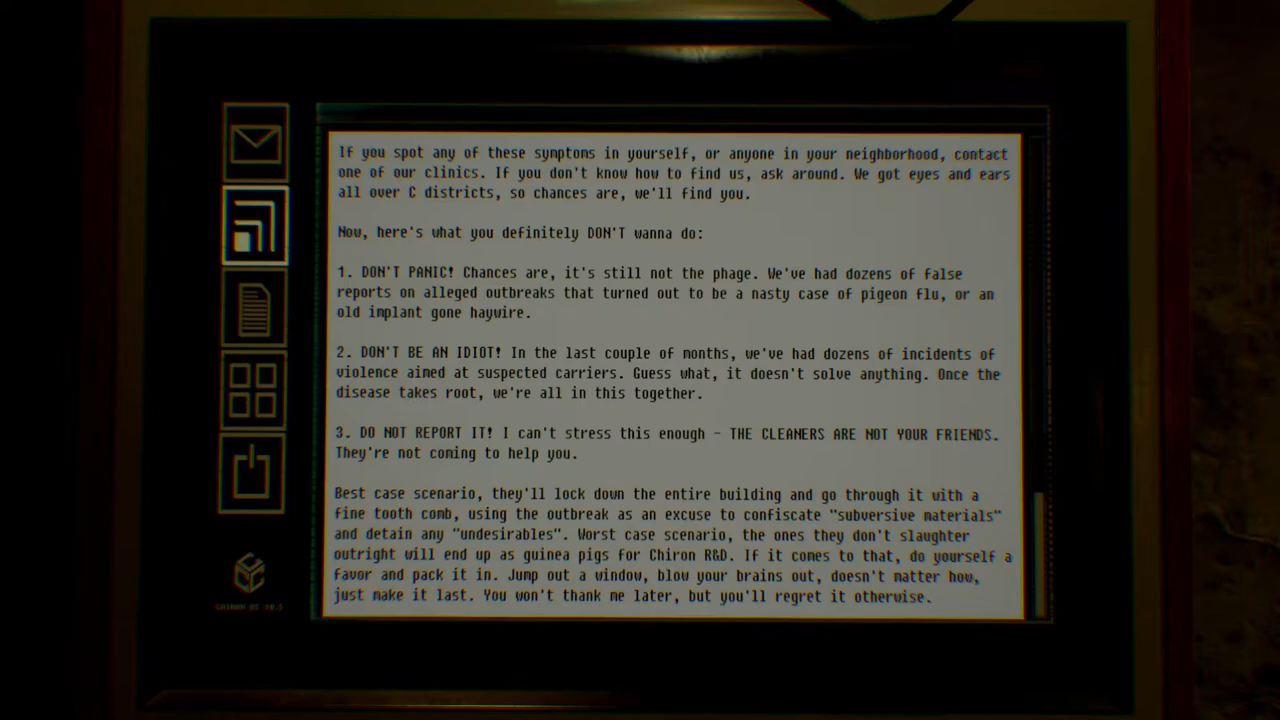 If you spot any of these symptoms in yourself, or anyone in your neighborhood, contact
one of our clinics. If you don't know how to find us, ask around. We got eyes and ears
all over C districts, so chances are, we'll find you.
Now, here's what you definitely DON'T wanna do:
1. DON'T PANIC! Chances are, it's still not the phage. We've had dozens of false
reports on alleged outbreaks that turned out to be a nasty case of pigeon flu, or an
old implant gone haywire.
2. DON'T BE AN IDIOT! In the last couple of months, we've had dozens of incidents of
violence aimed at suspected carriers. Guess what, it doesn't solve anything. Once the
disease takes root, we're all in this together.
3. DO NOT REPORT IT! I can't stress this enough - THE CLEANERS ARE NOT YOUR FRIENDS.
They're not coming to help you.
Best case scenario, they'll lock down the entire building and go through it with a
fine tooth comb, using the outbreak as an excuse to confiscate "subversive materials"
and detain any "undesirables". Worst case scenario, the ones they don't slaughter
outright will end up as guinea pigs for Chiron R&D. If it comes to that, do yourself a
favor and pack it in. Jump out a window, blow your brains out, doesn't matter how,
just make it last. You won't thank me later, but you'll regret it otherwise.